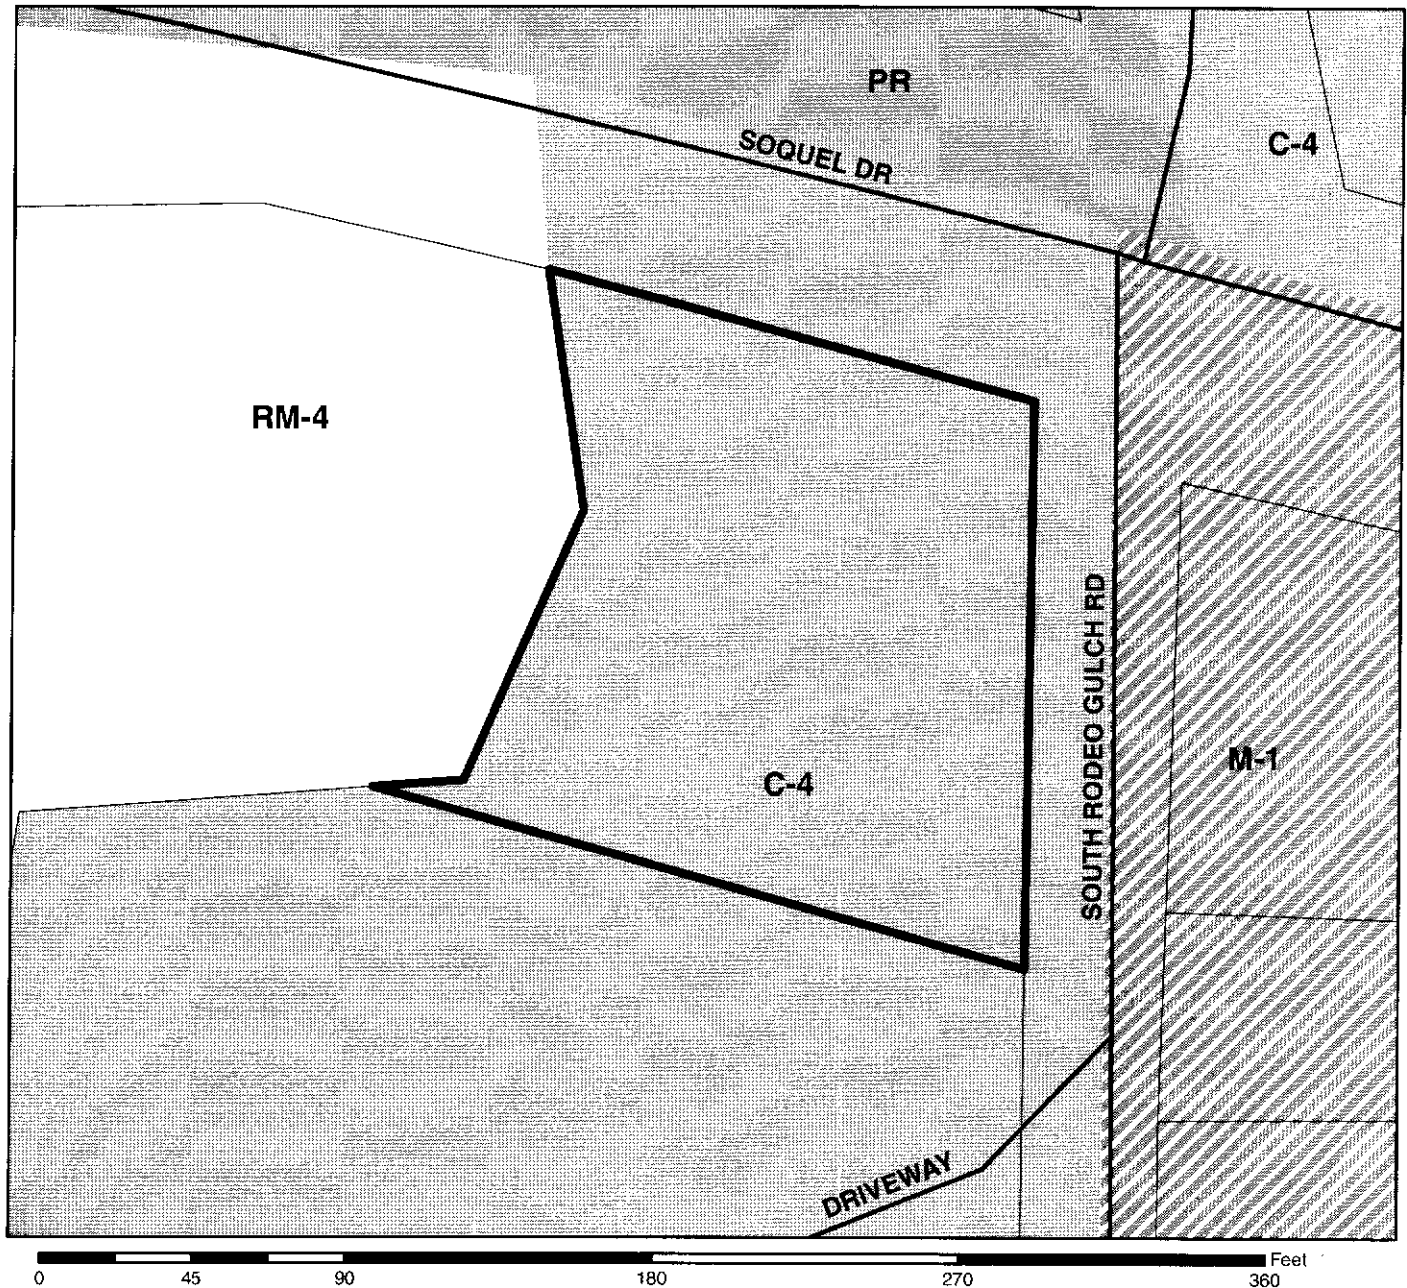 PR
C-4
SOQUEL DR
RM-4
SOUTH RODEO GULCH RD
M-1
C-4
DRIVEWAY
Feet
0 45 90 180 270 360